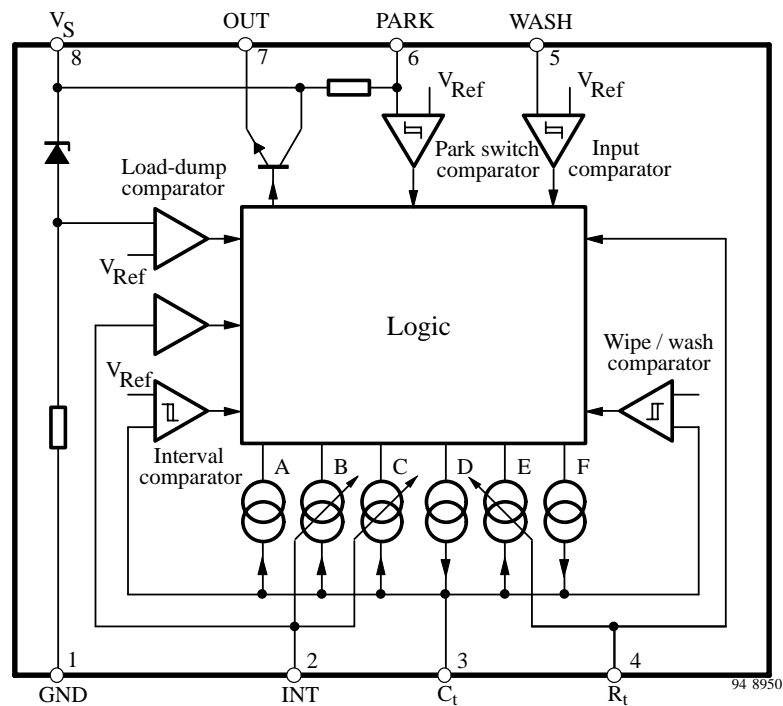 VS OUT PARK WASH
8 7 6 5
VRef VRef
Park switch
comparator
Input
comparator
Load-dump
comparator
VRef
Logic
Wipe / wash
comparator
VRef
Interval
comparator
A B C D E F
1 2 3 4
GND INT Ct Rt
94 8950